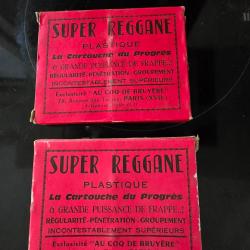 SUPER REGGANE
PLASTIQUE
La Cartouche du Progrès
à GRANDE PUISSANCE DE FRAPPE..!
RÉGULARITÉ-PÉNÉTRATION-GROUPEMENT
INCONTESTABLEMENT SUPÉRIEURS
Exclusivité "AU COQ DE BRUYÈRE"
PARIS (XVIIe)
SUPER REGGANE
PLASTIQUE
La Cartouche du Progrès
à GRANDE PUISSANCE DE FRAPPE..!
RÉGULARITÉ-PÉNÉTRATION-GROUPEMENT
INCONTESTABLEMENT SUPÉRIEURS
Exclusivité "AU COQ DE BRUYÈRE"